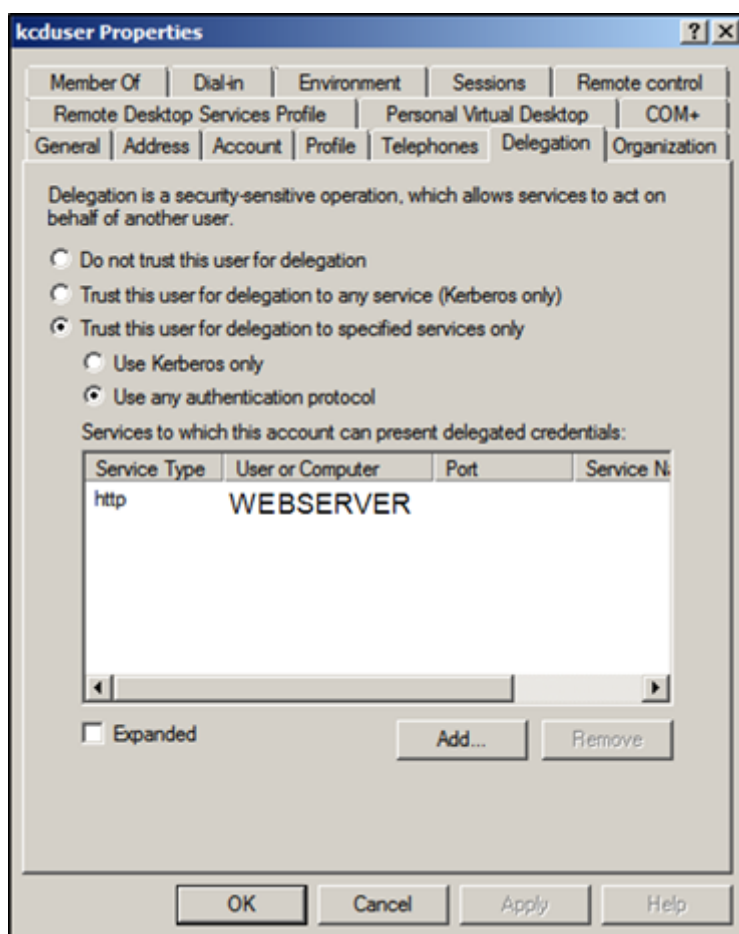 kcduser Properties
Member Of Dial-in Environment Sessions Remote control
Remote Desktop Services Profile Personal Virtual Desktop COM+
General Address Account Profile Telephones Delegation Organization
Delegation is a security-sensitive operation, which allows services to act on
behalf of another user.
Do not trust this user for delegation
Trust this user for delegation to any service (Kerberos only)
Trust this user for delegation to specified services only
Use Kerberos only
Use any authentication protocol
Services to which this account can present delegated credentials:
Service Type User or Computer Port Service Na
http WEBSERVER
Expanded Add... Remove
OK Cancel Apply Help